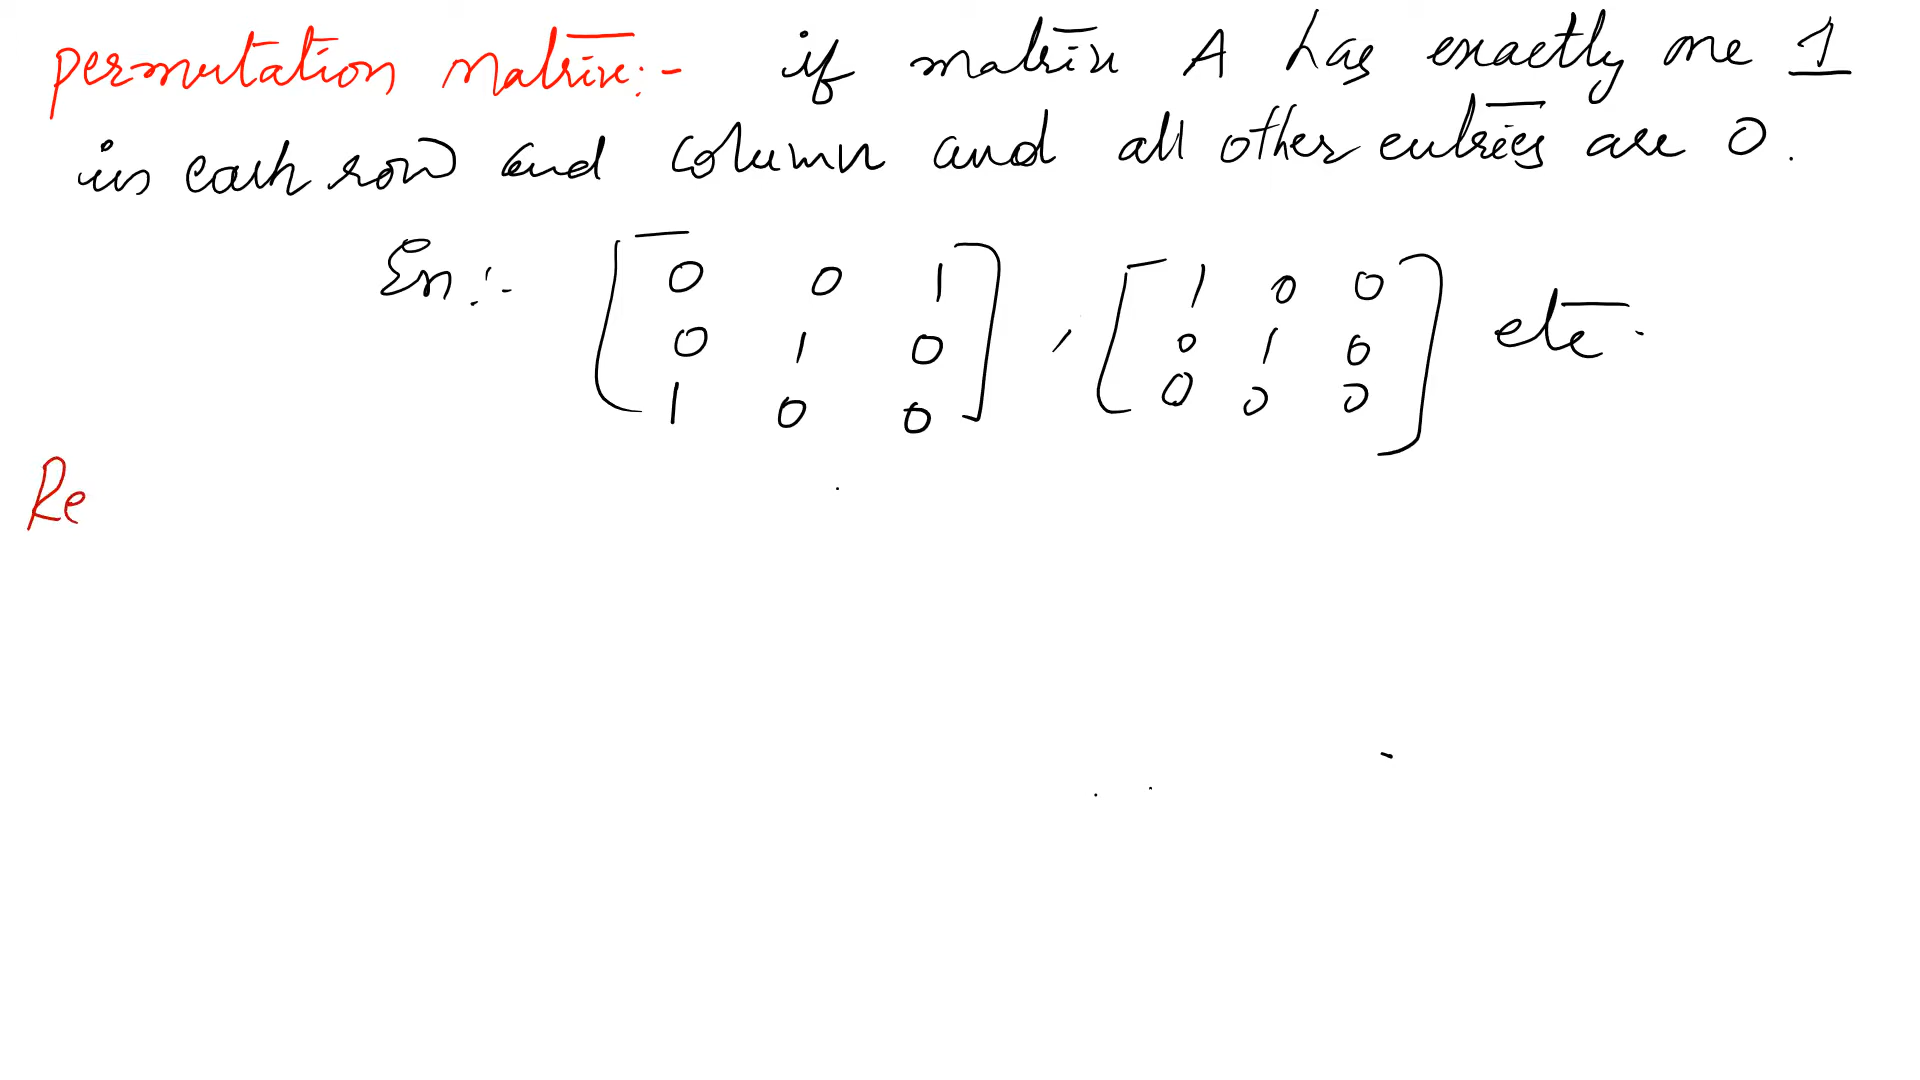 permutation matrix:- if matrix A has exactly one 1
in each row and column and all other entries are 0.
Ex:- [0 0 1
0 1 0
1 0 0] , [1 0 0
0 1 0
0 0 0] etc.
Re